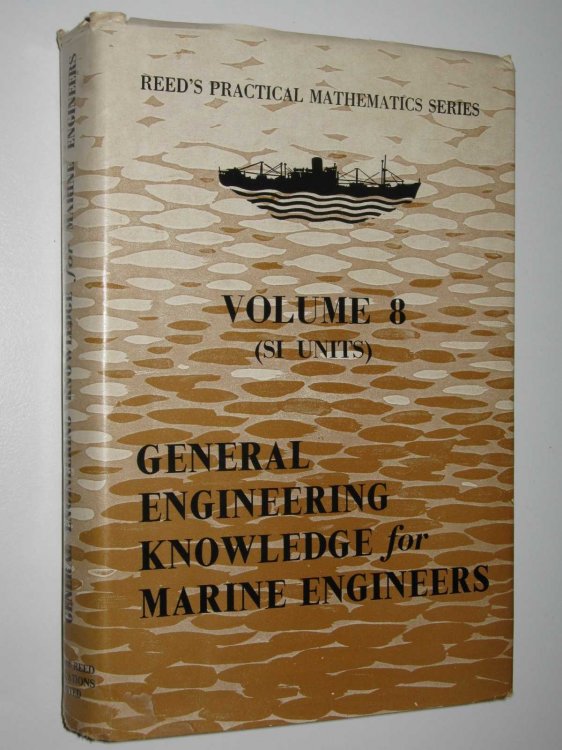 REED'S PRACTICAL MATHEMATICS SERIES
VOLUME 8
(SI UNITS)
GENERAL
ENGINEERING
KNOWLEDGE for
MARINE ENGINEERS
GENERAL ENGINEERING KNOWLEDGE for MARINE ENGINEERS
REED